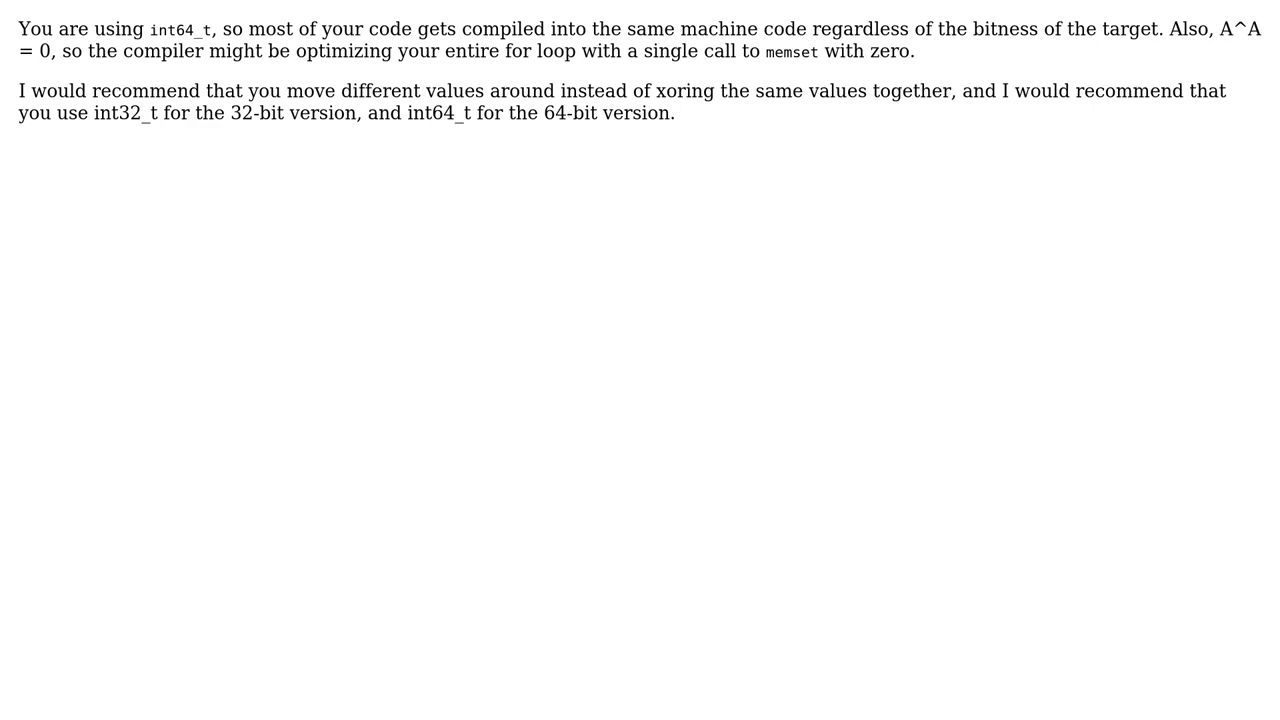 You are using int64_t, so most of your code gets compiled into the same machine code regardless of the bitness of the target. Also, A^A
= 0, so the compiler might be optimizing your entire for loop with a single call to memset with zero.
I would recommend that you move different values around instead of xoring the same values together, and I would recommend that
you use int32_t for the 32-bit version, and int64_t for the 64-bit version.